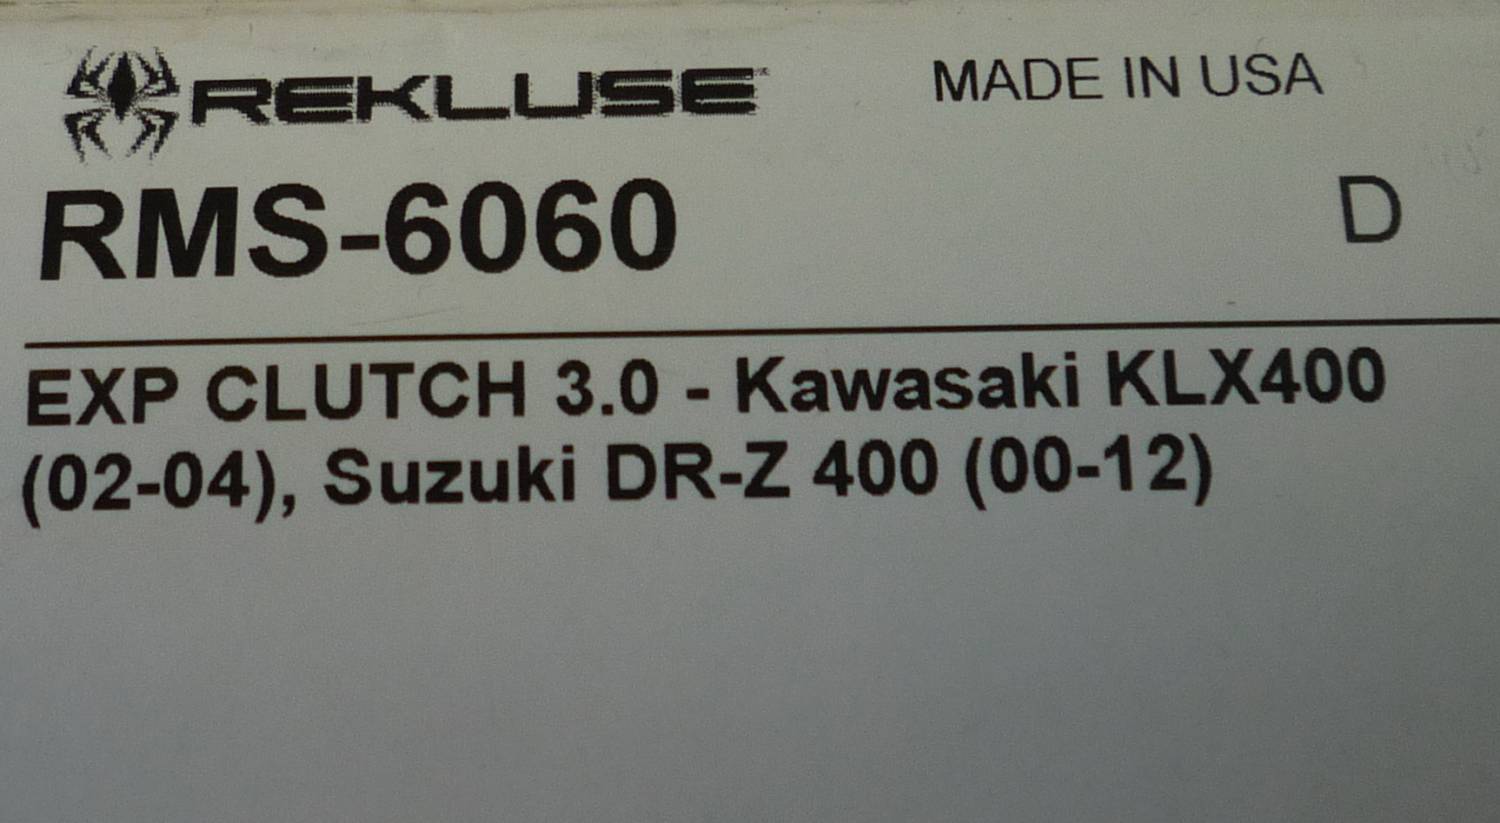 REKLUSE MADE IN USA
RMS-6060 D
EXP CLUTCH 3.0 - Kawasaki KLX400
(02-04), Suzuki DR-Z 400 (00-12)